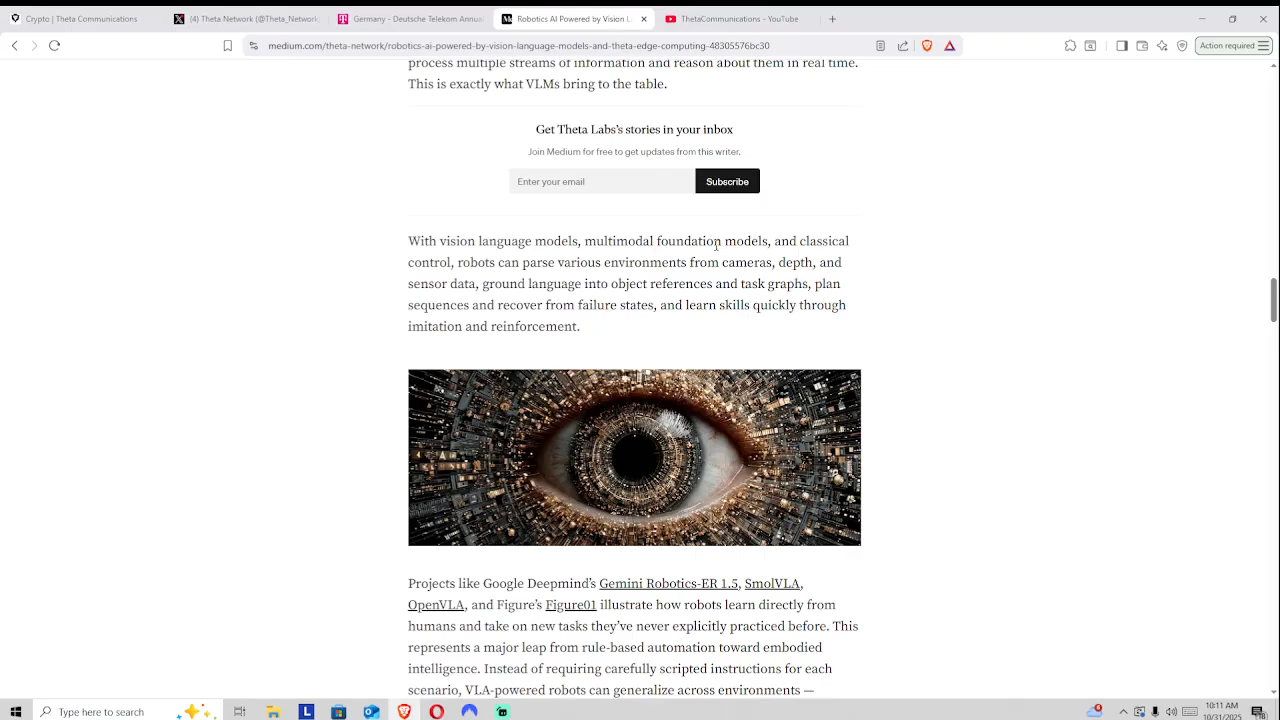 Crypto | Theta Communications
(4) Theta Network (@Theta_Network
Germany - Deutsche Telekom Annual
Robotics AI Powered by Vision L
ThetaCommunications - YouTube
medium.com/theta-network/robotics-ai-powered-by-vision-language-models-and-theta-edge-computing-48305576bc30
Action required
process multiple streams of information and reason about them in real time.
This is exactly what VLMs bring to the table.
Get Theta Labs's stories in your inbox
Join Medium for free to get updates from this writer.
Enter your email
Subscribe
With vision language models, multimodal foundation models, and classical
control, robots can parse various environments from cameras, depth, and
sensor data, ground language into object references and task graphs, plan
sequences and recover from failure states, and learn skills quickly through
imitation and reinforcement.
Projects like Google Deepmind's Gemini Robotics-ER 1.5, SmolVLA,
OpenVLA, and Figure's Figure01 illustrate how robots learn directly from
humans and take on new tasks they've never explicitly practiced before. This
represents a major leap from rule-based automation toward embodied
intelligence. Instead of requiring carefully scripted instructions for each
scenario, VLA-powered robots can generalize across environments —
Type here to search
10:11 AM
10/31/2025